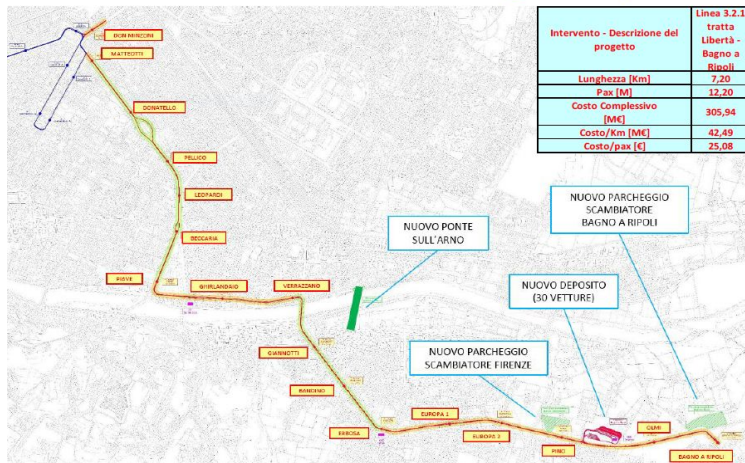 Intervento - Descrizione del
progetto
Linea 3.2.1
tratta
Libertà -
Bagno a
Ripoli
Lunghezza [Km]
7,20
Pax [M]
12,20
Costo Complessivo
[M€]
305,94
Costo/Km [M€]
42,49
Costo/pax [€]
25,08
DON MINZONI
MATTEOTTI
DONATELLO
PELLICO
LEOPARDI
BECCARIA
PIAVE
GHIRLANDAIO
VERRAZZANO
GIANNOTTI
BANDINO
ERBOSA
EUROPA 1
EUROPA 2
PINO
OLMI
BAGNO A RIPOLI
NUOVO PONTE
SULL'ARNO
NUOVO PARCHEGGIO
SCAMBIATORE
BAGNO A RIPOLI
NUOVO DEPOSITO
(30 VETTURE)
NUOVO PARCHEGGIO
SCAMBIATORE FIRENZE